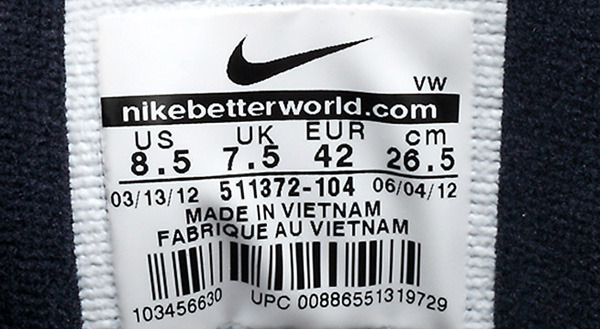 VW
nikebetterworld.com
US UK EUR cm
8.5 7.5 42 26.5
03/13/12 511372-104 06/04/12
MADE IN VIETNAM
FABRIQUE AU VIETNAM
103456630 UPC 00886551319729